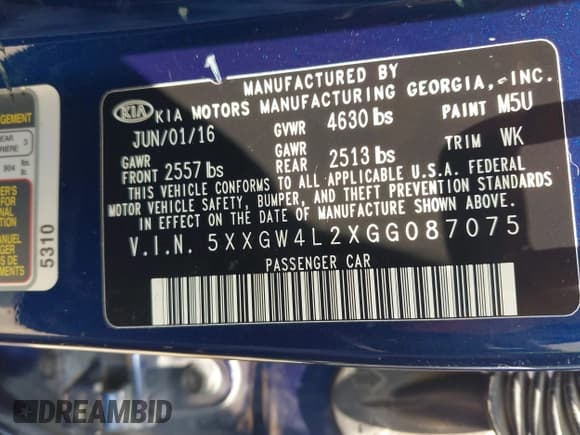 1
MANUFACTURED BY
KIA KIA MOTORS MANUFACTURING GEORGIA, INC.
JUN/01/16 GVWR 4630 lbs PAINT M5U
GAWR FRONT 2557 lbs GAWR REAR 2513 lbs TRIM WK
THIS VEHICLE CONFORMS TO ALL APPLICABLE U.S.A. FEDERAL
MOTOR VEHICLE SAFETY, BUMPER, AND THEFT PREVENTION STANDARDS
IN EFFECT ON THE DATE OF MANUFACTURE SHOWN ABOVE.
V.I.N. 5XXGW4L2XGG087075
PASSENGER CAR
5310
DREAMBID